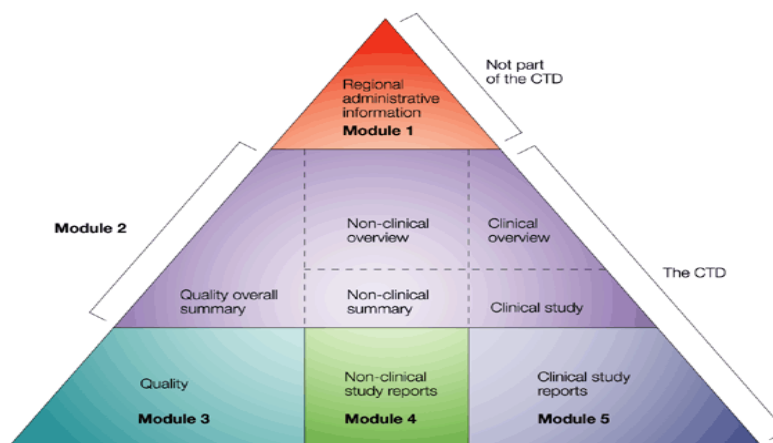 Not part
of the CTD
Regional
administrative
information
Module 1
Module 2
Non-clinical
overview
Clinical
overview
The CTD
Quality overall
summary
Non-clinical
summary
Clinical study
Quality
Module 3
Non-clinical
study reports
Module 4
Clinical study
reports
Module 5